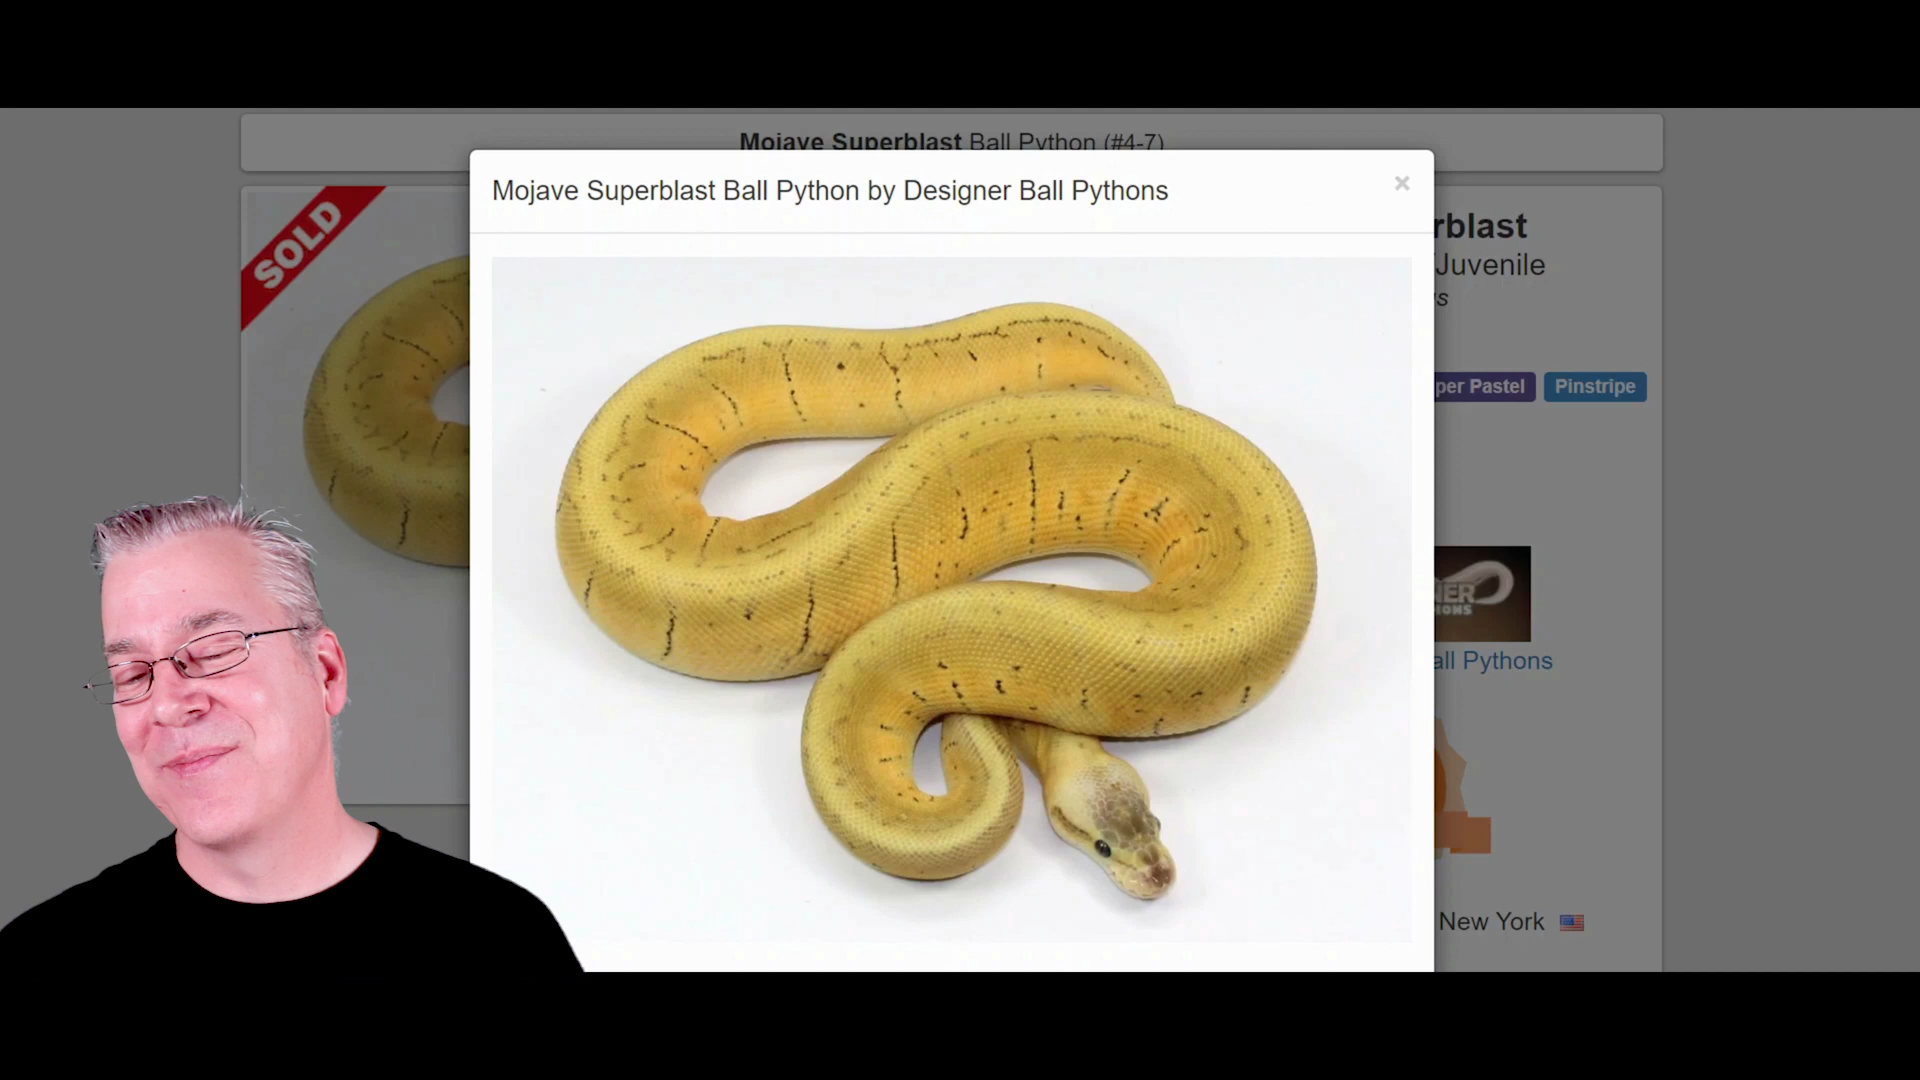 Mojave Superblast Ball Python (#4-7)
Mojave Superblast Ball Python by Designer Ball Pythons
×
SOLD
rblast
Juvenile
per Pastel
Pinstripe
all Pythons
New York